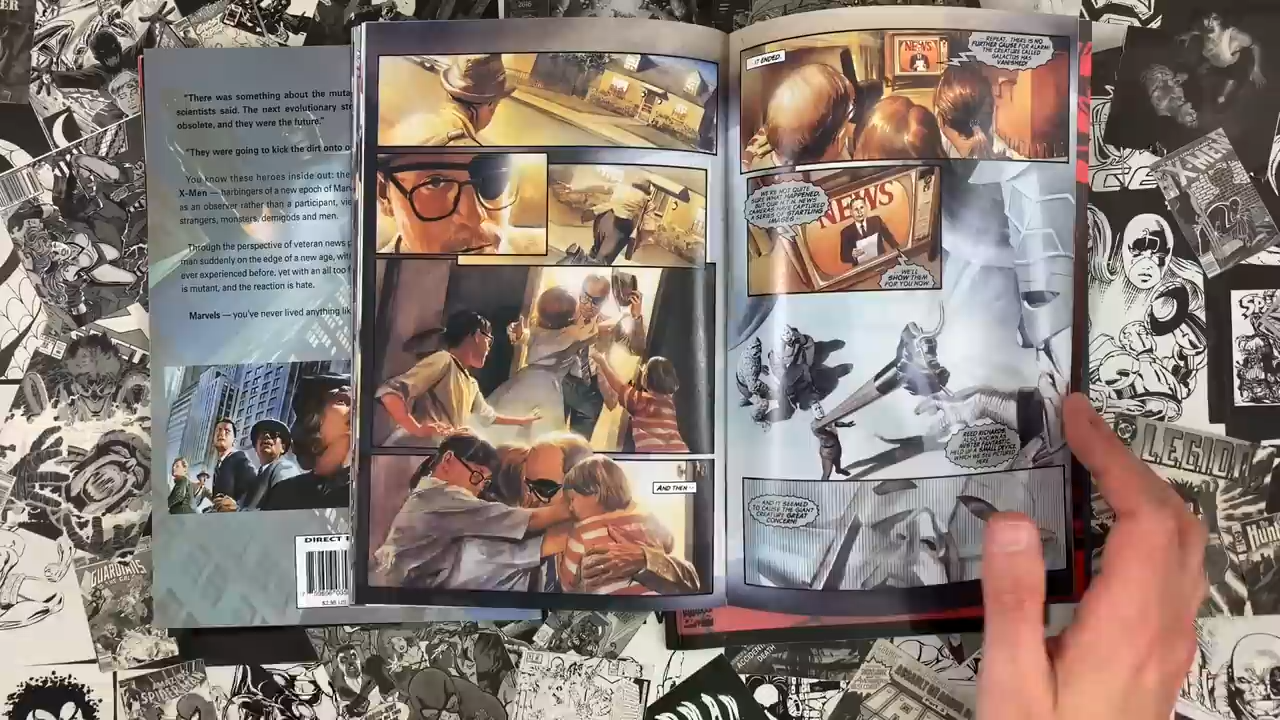 "There was something about the muta
scientists said. The next evolutionary st
obsolete, and they were the future."
"They were going to kick the dirt onto o
You know these heroes inside out: the
X-Men — harbingers of a new epoch of Mar
as an observer rather than a participant, vie
strangers, monsters, demigods and men.
Through the perspective of veteran news p
man suddenly on the edge of a new age, wit
ever experienced before, yet with an all too f
is mutant, and the reaction is hate.
Marvels — you've never lived anything lik
DIRECT
AND THEN --
...IT ENDED.
NEWS
-- REPEAT, THERE IS NO
FURTHER CAUSE FOR ALARM!
THE CREATURE CALLED
GALACTUS HAS
VANISHED!
WE'RE NOT QUITE
SURE WHAT HAPPENED,
BUT OUR M.T.N. NEWS
CAMERAS HAVE CAPTURED
A SERIES OF STARTLING
IMAGES --
NEWS
-- WE'LL
SHOW THEM
FOR YOU NOW.
REED RICHARDS,
ALSO KNOWN AS
MISTER FANTASTIC,
HELD UP A SMALL DEVICE,
WHICH WE SEE PICTURED
HERE --
-- AND IT SEEMED
TO CAUSE THE GIANT
CREATURE GREAT
CONCERN!
X-MEN
LEGION
GUARDIANS
ACCIDENTAL
DEATH